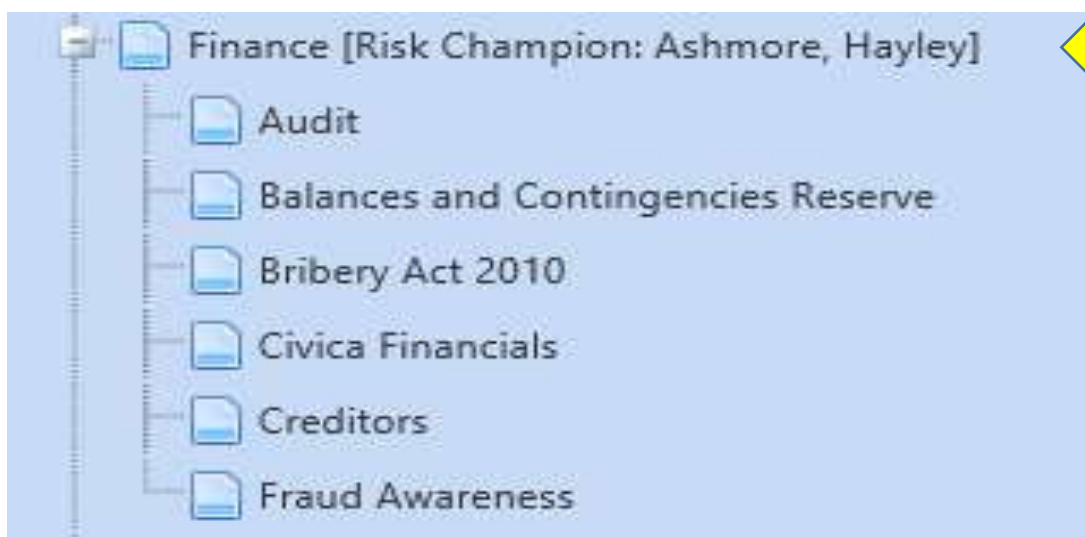 Finance [Risk Champion: Ashmore, Hayley]
Audit
Balances and Contingencies Reserve
Bribery Act 2010
Civica Financials
Creditors
Fraud Awareness